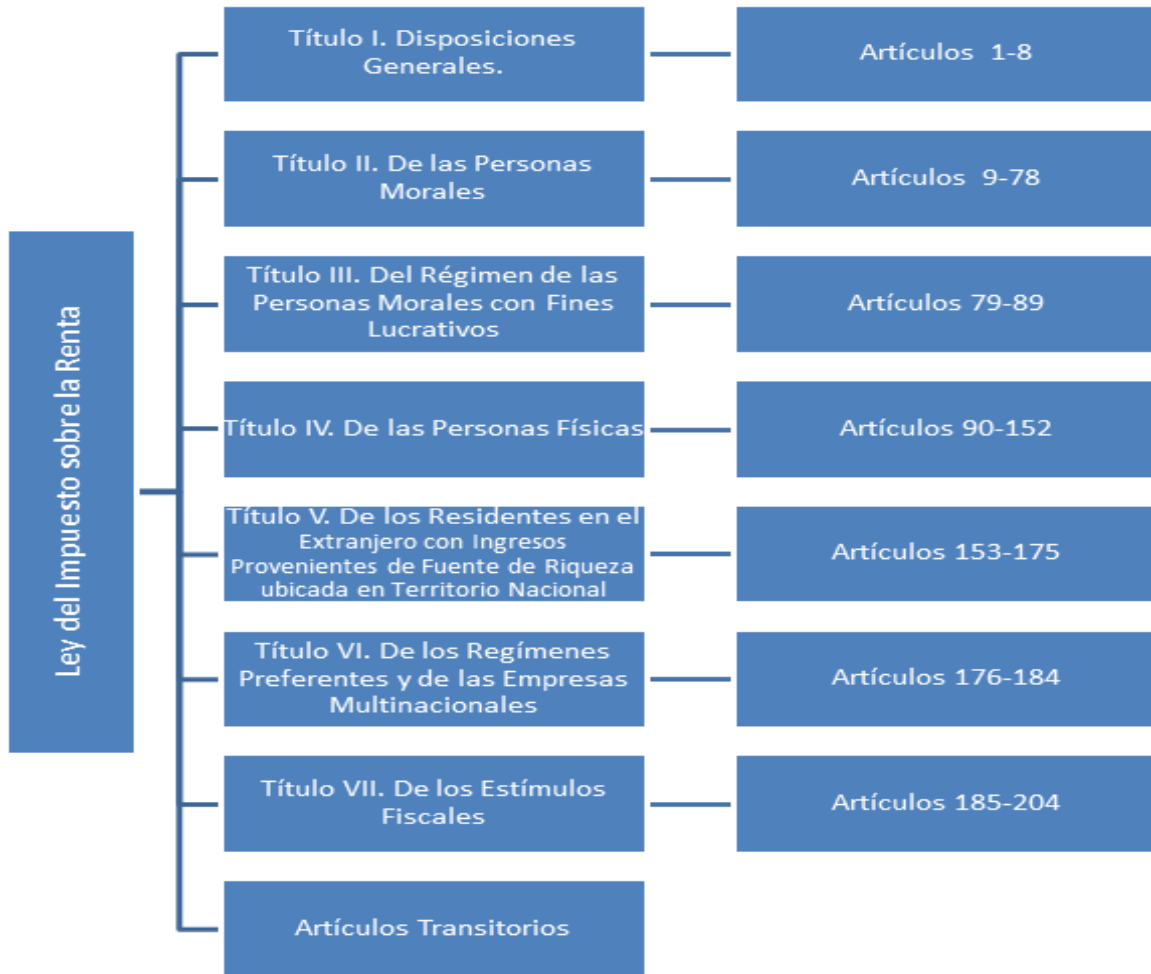 Ley del Impuesto sobre la Renta
Título I. Disposiciones
Generales.
Artículos 1-8
Título II. De las Personas
Morales
Artículos 9-78
Título III. Del Régimen de las
Personas Morales con Fines
Lucrativos
Artículos 79-89
Título IV. De las Personas Físicas
Artículos 90-152
Título V. De los Residentes en el
Extranjero con Ingresos
Provenientes de Fuente de Riqueza
ubicada en Territorio Nacional
Artículos 153-175
Título VI. De los Regímenes
Preferentes y de las Empresas
Multinacionales
Artículos 176-184
Título VII. De los Estímulos
Fiscales
Artículos 185-204
Artículos Transitorios